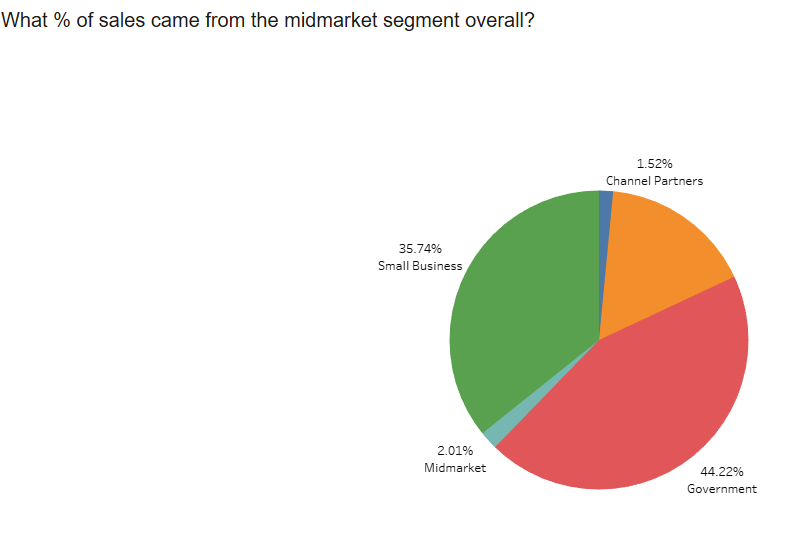 What % of sales came from the midmarket segment overall?
1.52%
Channel Partners
35.74%
Small Business
2.01%
Midmarket
44.22%
Government